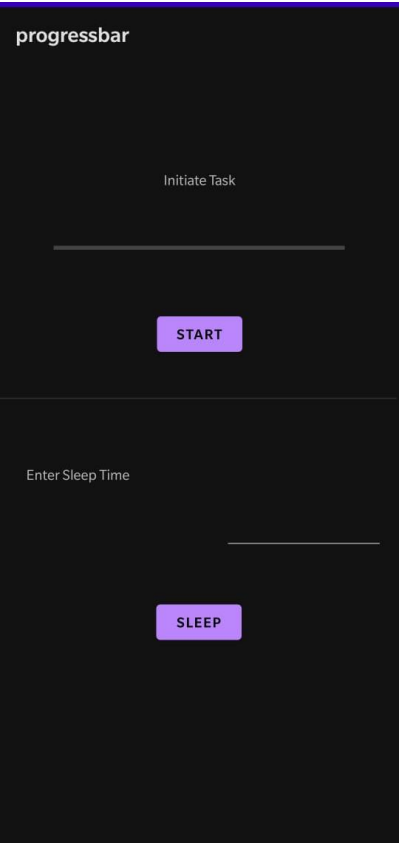 progressbar
Initiate Task
START
Enter Sleep Time
SLEEP